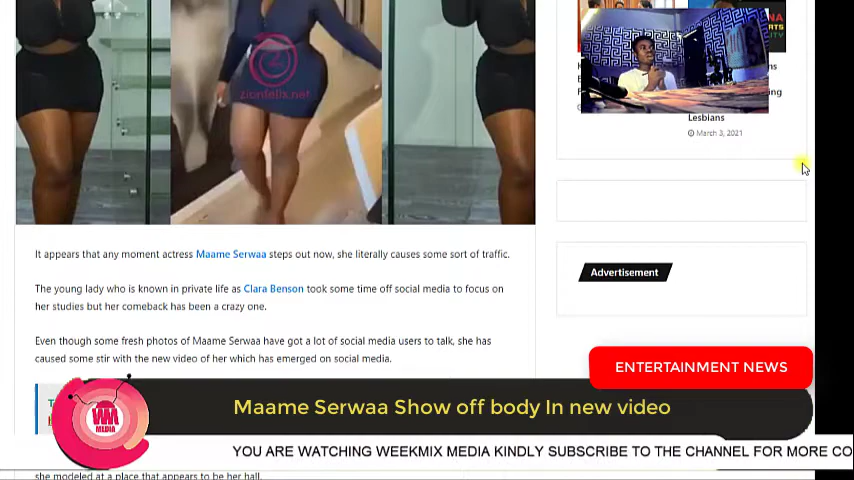 zionfelix.net
Lesbians
March 3, 2021
It appears that any moment actress Maame Serwaa steps out now, she literally causes some sort of traffic.
The young lady who is known in private life as Clara Benson took some time off social media to focus on
her studies but her comeback has been a crazy one.
Advertisement
Even though some fresh photos of Maame Serwaa have got a lot of social media users to talk, she has
caused some stir with the new video of her which has emerged on social media.
ENTERTAINMENT NEWS
Maame Serwaa Show off body In new video
WM
MEDIA
YOU ARE WATCHING WEEKMIX MEDIA KINDLY SUBSCRIBE TO THE CHANNEL FOR MORE CO
she modeled at a place that appears to be her hall.